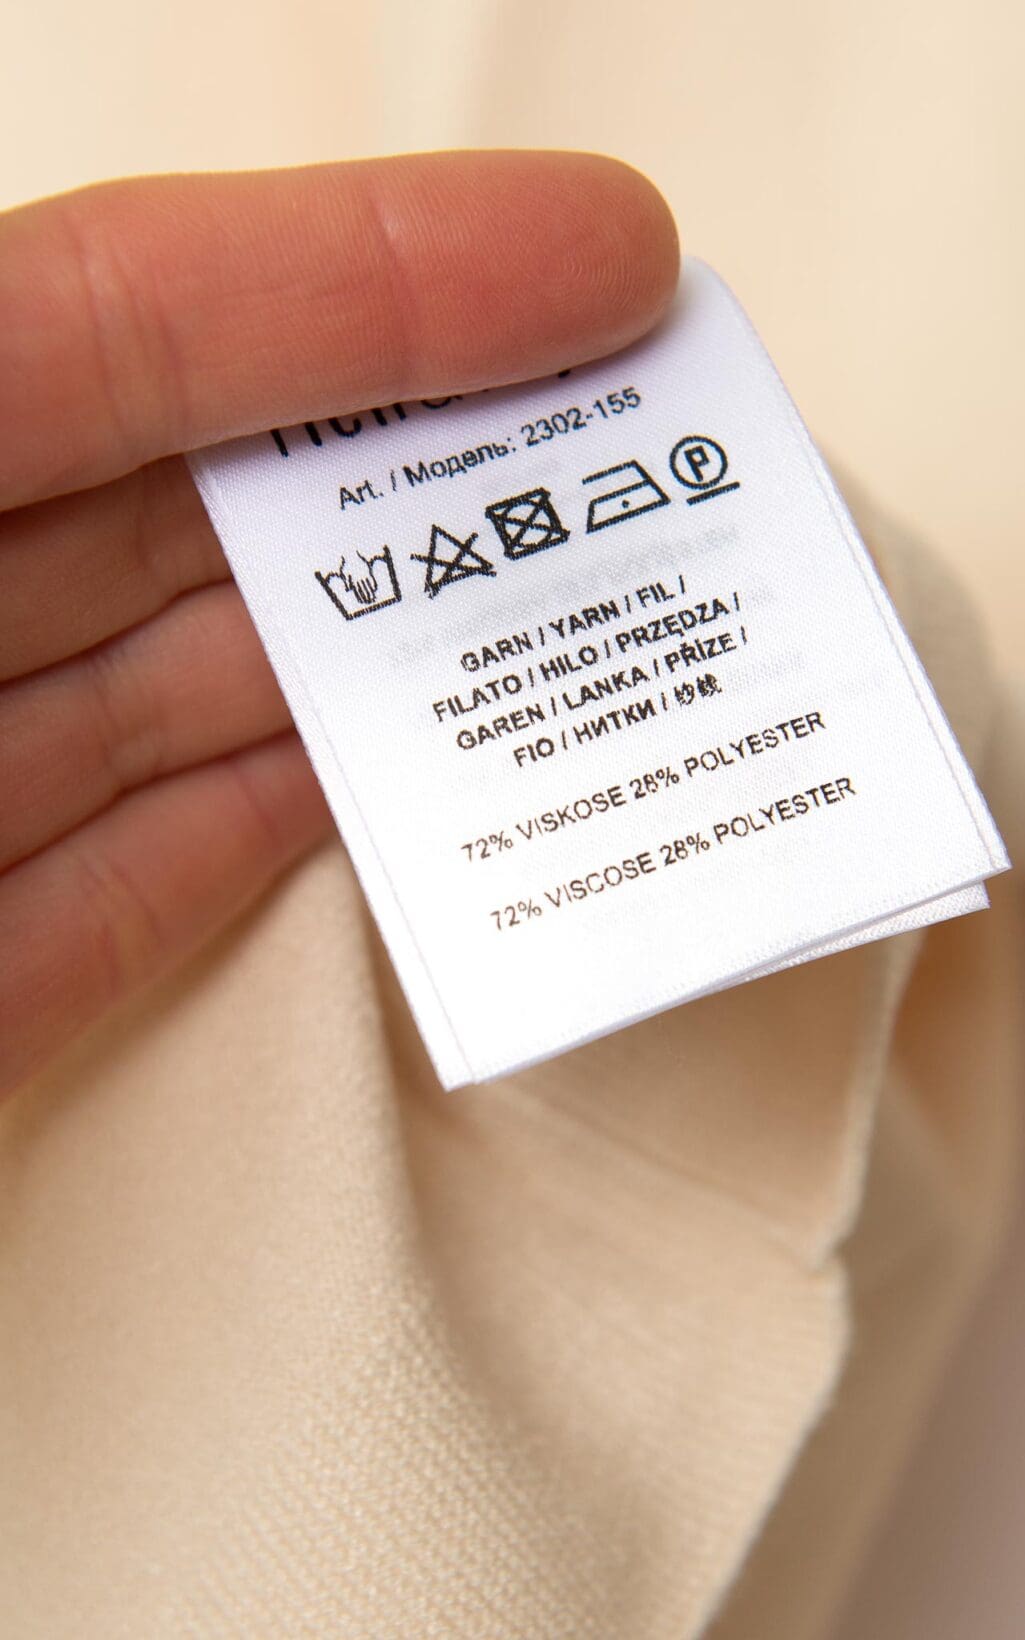 Art. / Модель: 2302-155
P
GARN / YARN / FIL /
FILATO / HILO / PRZĘDZA /
GAREN / LANKA / PŘÍZE /
FIO / НИТКИ / 纱线
72% VISKOSE 28% POLYESTER
72% VISCOSE 28% POLYESTER